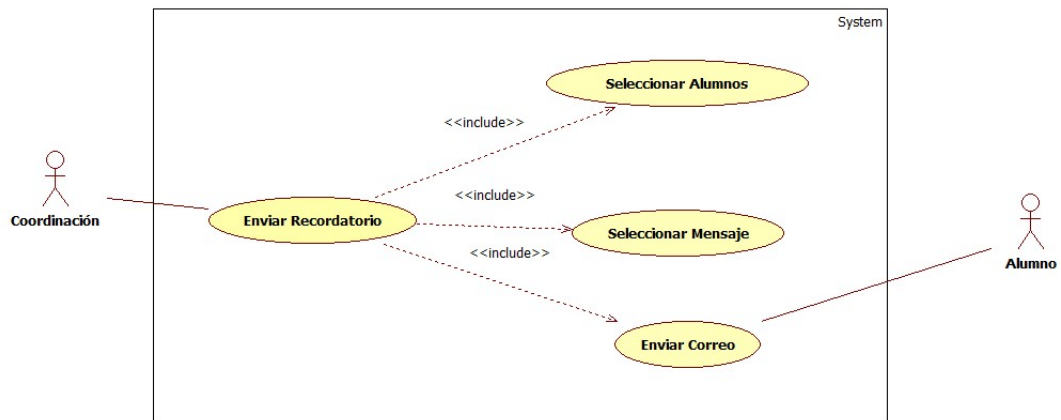 System
Seleccionar Alumnos
<<include>>
Coordinación
Enviar Recordatorio
<<include>>
Seleccionar Mensaje
<<include>>
Alumno
Enviar Correo